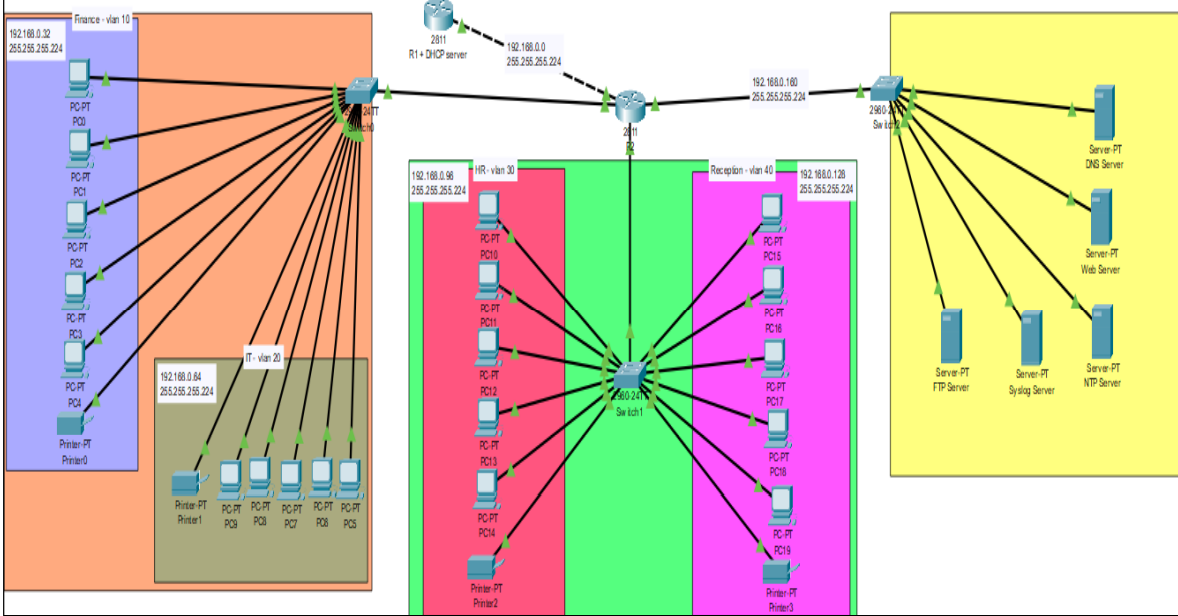 Finance - vlan 10
192.168.0.32
255.255.255.224
PC-PT
PC0
PC-PT
PC1
PC-PT
PC2
PC-PT
PC3
PC-PT
PC4
Printer-PT
Printer0
IT - vlan 20
192.168.0.64
255.255.255.224
Printer-PT
Printer1
PC-PT
PC9
PC-PT
PC8
PC-PT
PC7
PC-PT
PC6
PC-PT
PC5
Switch0
2811
R1 + DHCP server
192.168.0.0
255.255.255.224
2811
R2
192.168.0.160
255.255.255.224
HR - vlan 30
192.168.0.96
255.255.255.224
PC-PT
PC10
PC-PT
PC11
PC-PT
PC12
PC-PT
PC13
PC-PT
PC14
Printer-PT
Printer2
2960-24TT
Switch1
Reception - vlan 40
192.168.0.128
255.255.255.224
PC-PT
PC15
PC-PT
PC16
PC-PT
PC17
PC-PT
PC18
PC-PT
PC19
Printer-PT
Printer3
2960-24TT
Switch2
Server-PT
DNS Server
Server-PT
Web Server
Server-PT
FTP Server
Server-PT
Syslog Server
Server-PT
NTP Server